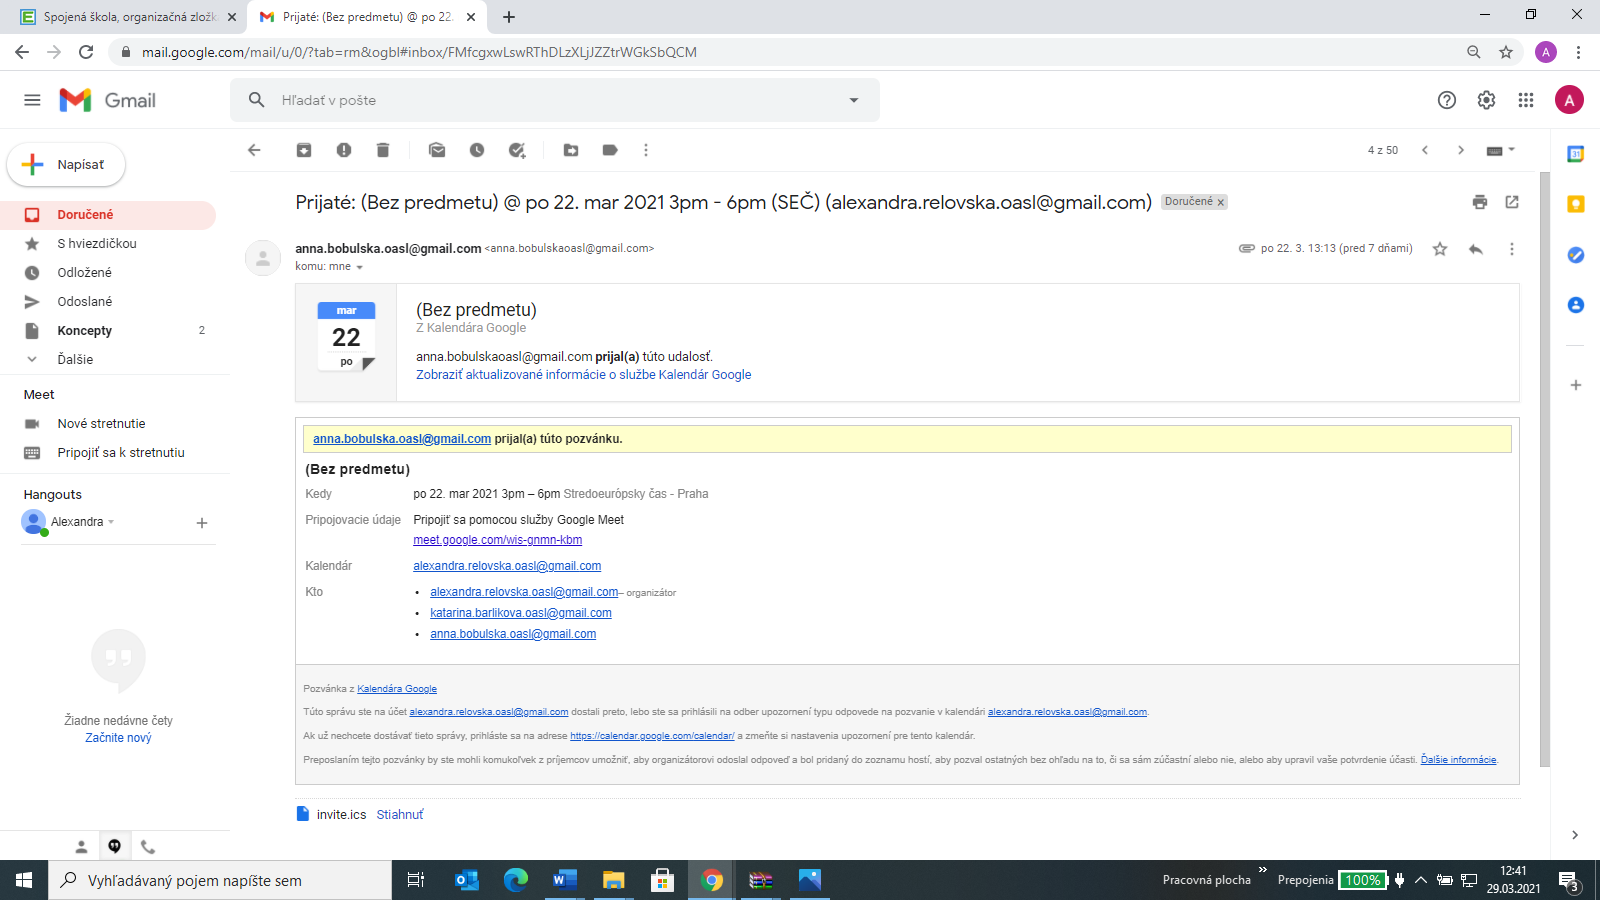 Spojená škola, organizačná zložk
Prijaté: (Bez predmetu) @ po 22.
mail.google.com/mail/u/0/?tab=rm&ogbl#inbox/FMfcgxwLswRThDLzXLjJZZtrWGkSbQCM
A
Gmail
Hľadať v pošte
A
Napísať
4 z 50
Doručené
S hviezdičkou
Odložené
Odoslané
Koncepty 2
Ďalšie
Meet
Nové stretnutie
Pripojiť sa k stretnutiu
Hangouts
Alexandra
Žiadne nedávne čety
Začnite nový
Prijaté: (Bez predmetu) @ po 22. mar 2021 3pm - 6pm (SEČ) (alexandra.relovska.oasl@gmail.com) Doručené x
anna.bobulska.oasl@gmail.com <anna.bobulskaoasl@gmail.com>
po 22. 3. 13:13 (pred 7 dňami)
komu: mne
mar
22
po
(Bez predmetu)
Z Kalendára Google
anna.bobulskaoasl@gmail.com prijal(a) túto udalosť.
Zobraziť aktualizované informácie o službe Kalendár Google
anna.bobulska.oasl@gmail.com prijal(a) túto pozvánku.
(Bez predmetu)
Kedy po 22. mar 2021 3pm – 6pm Stredoeurópsky čas - Praha
Pripojovacie údaje Pripojiť sa pomocou služby Google Meet
meet.google.com/wis-gnmn-kbm
Kalendár alexandra.relovska.oasl@gmail.com
Kto • alexandra.relovska.oasl@gmail.com– organizátor
• katarina.barlikova.oasl@gmail.com
• anna.bobulska.oasl@gmail.com
Pozvánka z Kalendára Google
Túto správu ste na účet alexandra.relovska.oasl@gmail.com dostali preto, lebo ste sa prihlásili na odber upozornení typu odpovede na pozvanie v kalendári alexandra.relovska.oasl@gmail.com.
Ak už nechcete dostávať tieto správy, prihláste sa na adrese https://calendar.google.com/calendar/ a zmeňte si nastavenia upozornení pre tento kalendár.
Preposlaním tejto pozvánky by ste mohli komukoľvek z príjemcov umožniť, aby organizátorovi odoslal odpoveď a bol pridaný do zoznamu hostí, aby pozval ostatných bez ohľadu na to, či sa sám zúčastní alebo nie, alebo aby upravil vaše potvrdenie účasti. Ďalšie informácie.
invite.ics Stiahnuť
31
Vyhľadávaný pojem napíšte sem
Pracovná plocha
Prepojenia
100%
12:41
29.03.2021
3